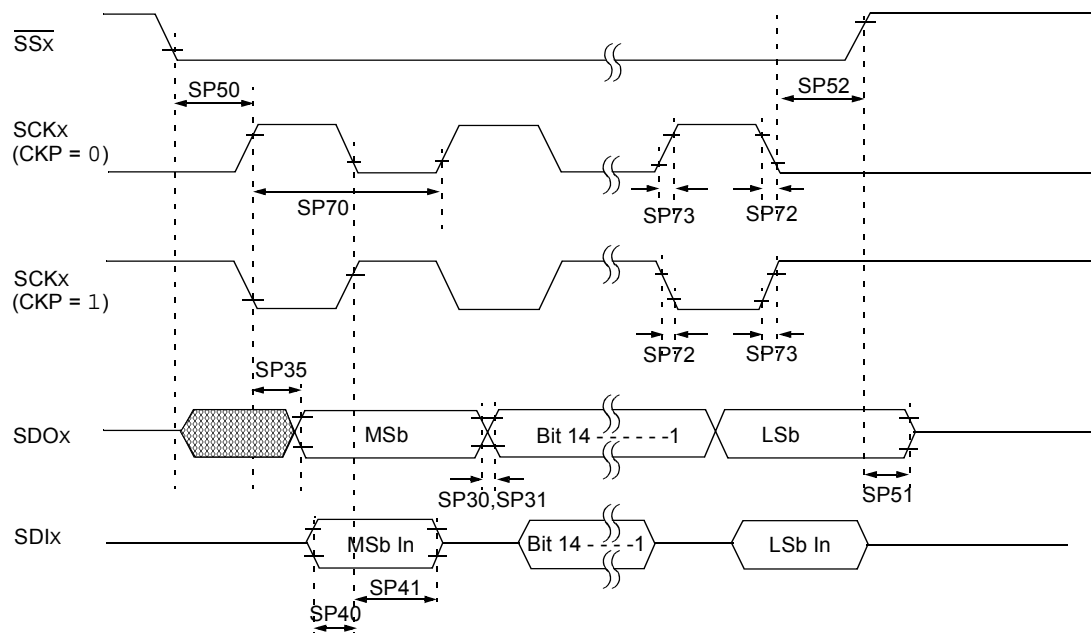 SSx
SP50
SP52
SCKx
(CKP = 0)
SP70
SP73
SP72
SCKx
(CKP = 1)
SP72
SP73
SP35
SDOx
MSb
Bit 14 - - - - - -1
LSb
SP30,SP31
SP51
SDIx
MSb In
Bit 14 - - - -1
LSb In
SP41
SP40